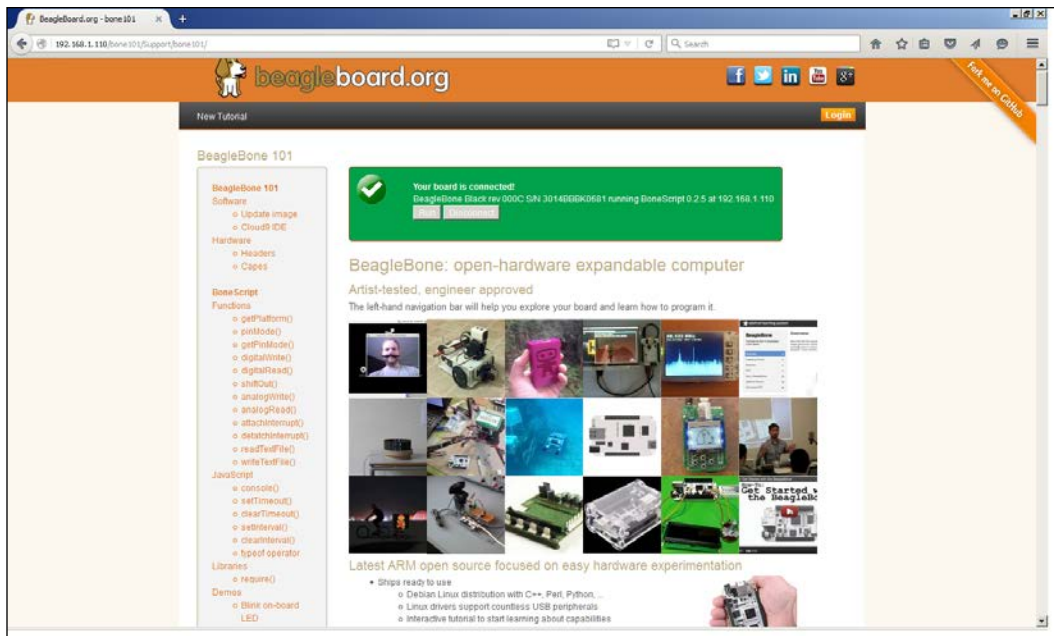 BeagleBoard.org - bone101
192.168.1.110/bone101/Support/bone101/
Search
beagleboard.org
Fork me on GitHub
New Tutorial
Login
BeagleBone 101
BeagleBone 101
Software
Update image
Cloud9 IDE
Hardware
Headers
Capes
BoneScript
Functions
getPlatform()
pinMode()
getPinMode()
digitalWrite()
digitalRead()
shiftOut()
analogWrite()
analogRead()
attachInterrupt()
detatchInterrupt()
readTextFile()
writeTextFile()
JavaScript
console()
setTimeout()
clearTimeout()
setInterval()
clearInterval()
typeof operator
Libraries
require()
Demos
Blink on-board
LED
Your board is connected!
BeagleBone Black rev 000C S/N 3014BBBK0681 running BoneScript 0.2.5 at 192.168.1.110
Run Disconnect
BeagleBone: open-hardware expandable computer
Artist-tested, engineer approved
The left-hand navigation bar will help you explore your board and learn how to program it.
Get Started
the BeagleBo
Latest ARM open source focused on easy hardware experimentation
Ships ready to use
Debian Linux distribution with C++, Perl, Python, ...
Linux drivers support countless USB peripherals
Interactive tutorial to start learning about capabilities